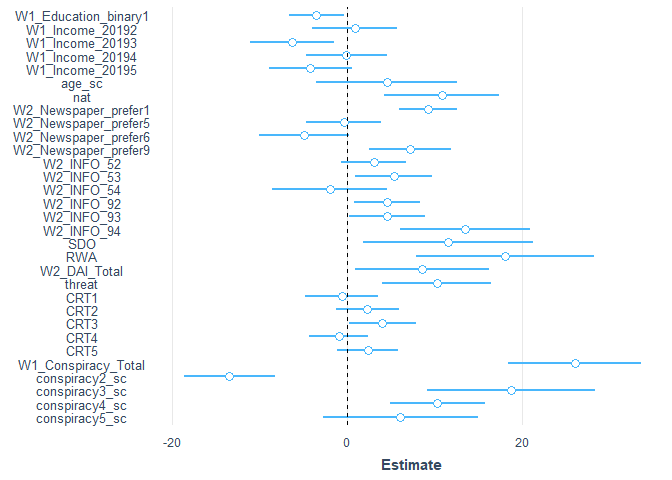 W1_Education_binary1
W1_Income_20192
W1_Income_20193
W1_Income_20194
W1_Income_20195
age_sc
nat
W2_Newspaper_prefer1
W2_Newspaper_prefer5
W2_Newspaper_prefer6
W2_Newspaper_prefer9
W2_INFO_52
W2_INFO_53
W2_INFO_54
W2_INFO_92
W2_INFO_93
W2_INFO_94
SDO
RWA
W2_DAI_Total
threat
CRT1
CRT2
CRT3
CRT4
CRT5
W1_Conspiracy_Total
conspiracy2_sc
conspiracy3_sc
conspiracy4_sc
conspiracy5_sc
-20 0 20
Estimate